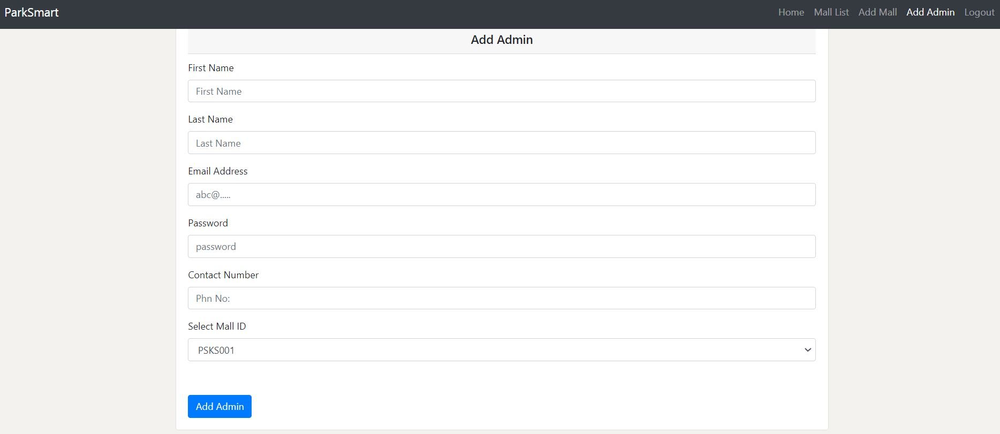 ParkSmart
Home Mall List Add Mall Add Admin Logout
Add Admin
First Name
First Name
Last Name
Last Name
Email Address
abc@.....
Password
password
Contact Number
Phn No:
Select Mall ID
PSKS001
Add Admin